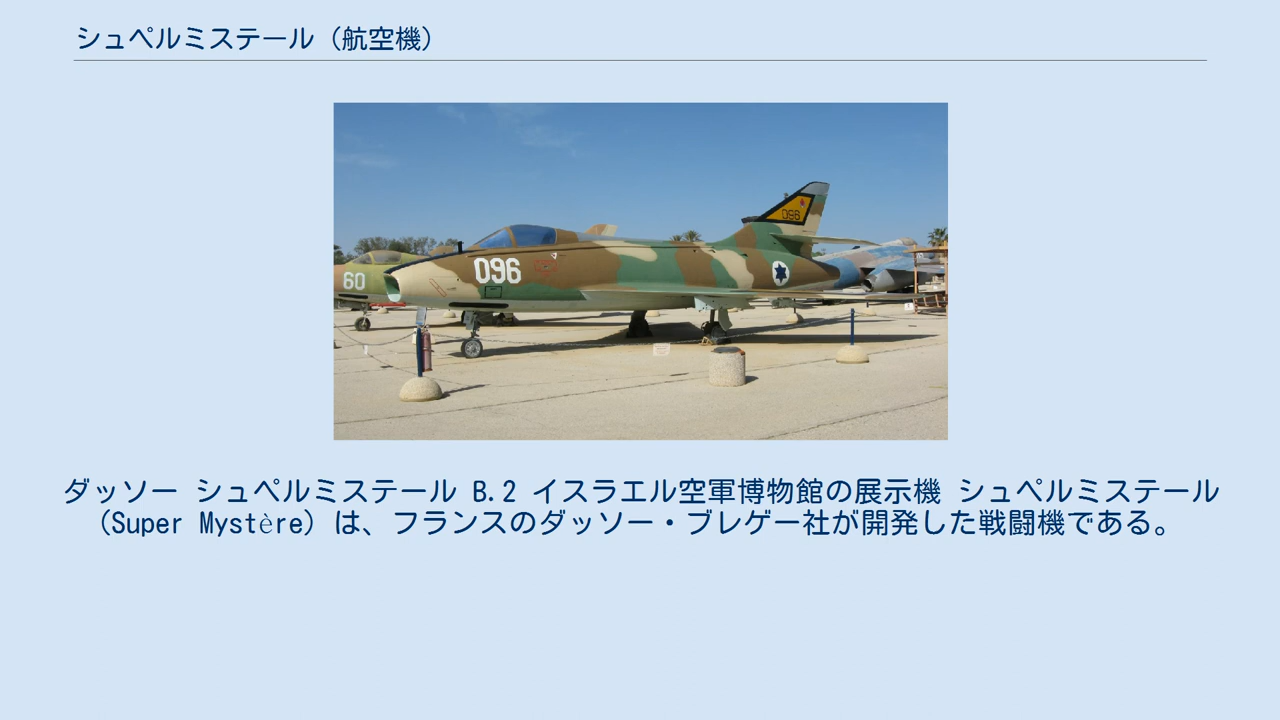 シュペルミステール（航空機）
60
096
096
ダッソー シュペルミステール B.2 イスラエル空軍博物館の展示機 シュペルミステール
（Super Mystère）は、フランスのダッソー・ブレゲー社が開発した戦闘機である。